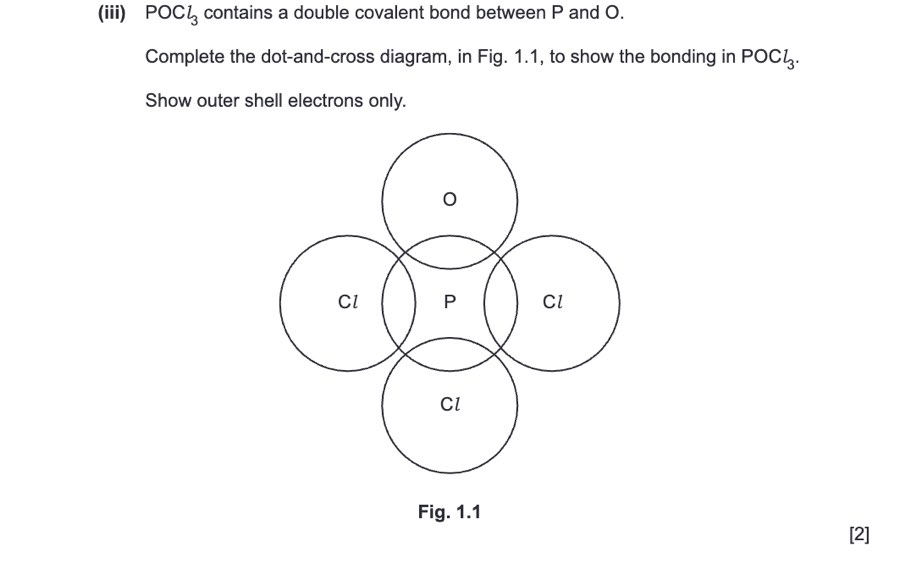 (iii) POCl3 contains a double covalent bond between P and O.
Complete the dot-and-cross diagram, in Fig. 1.1, to show the bonding in POCl3.
Show outer shell electrons only.
O
Cl P Cl
Cl
Fig. 1.1
[2]